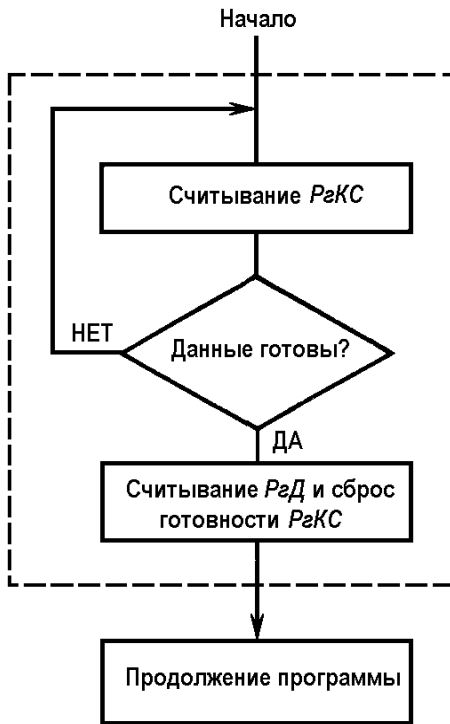 Начало
Считывание РгКС
Данные готовы?
НЕТ
ДА
Считывание РгД и сброс
готовности РгКС
Продолжение программы